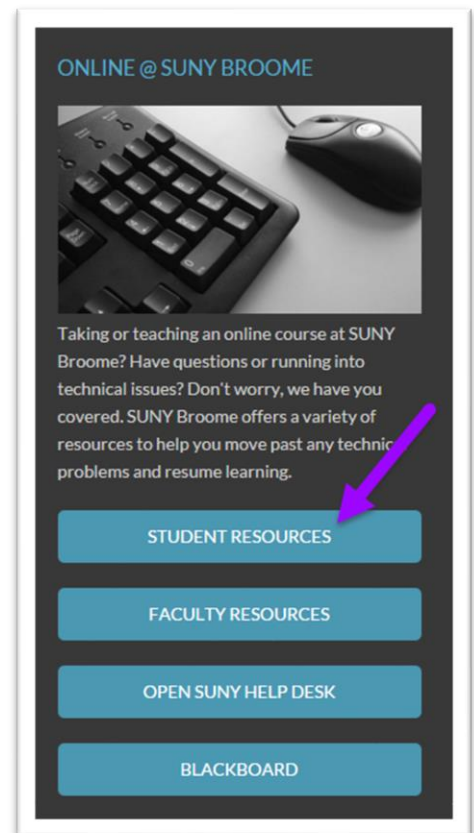 ONLINE @ SUNY BROOME
Taking or teaching an online course at SUNY
Broome? Have questions or running into
technical issues? Don't worry, we have you
covered. SUNY Broome offers a variety of
resources to help you move past any technic
problems and resume learning.
STUDENT RESOURCES
FACULTY RESOURCES
OPEN SUNY HELP DESK
BLACKBOARD